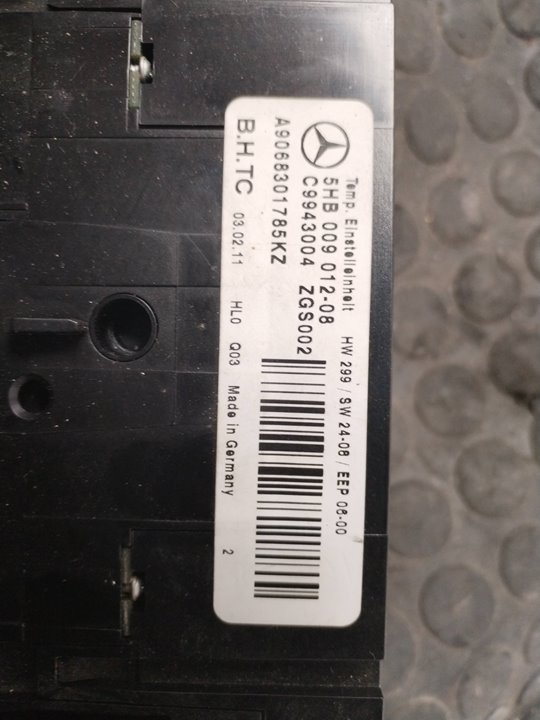 Temp. Einstelleinheit HW 299 / SW 24-08 / EEP 06-00
5HB 009 012-08
C9943004 ZGS002
A9068301785KZ
B.H.TC 03.02.11 HL0 Q03 Made in Germany 2